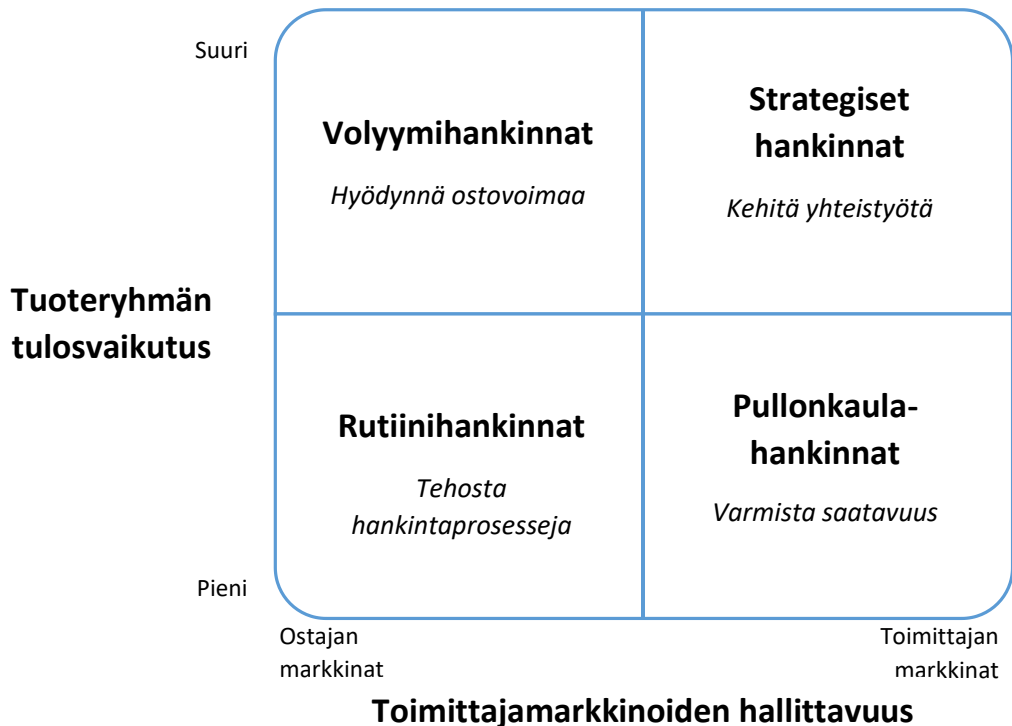 Suuri
Volyymihankinnat
Hyödynnä ostovoimaa
Strategiset
hankinnat
Kehitä yhteistyötä
Tuoteryhmän
tulosvaikutus
Rutiinihankinnat
Tehosta
hankintaprosesseja
Pullonkaula-
hankinnat
Varmista saatavuus
Pieni
Ostajan
markkinat
Toimittajan
markkinat
Toimittajamarkkinoiden hallittavuus